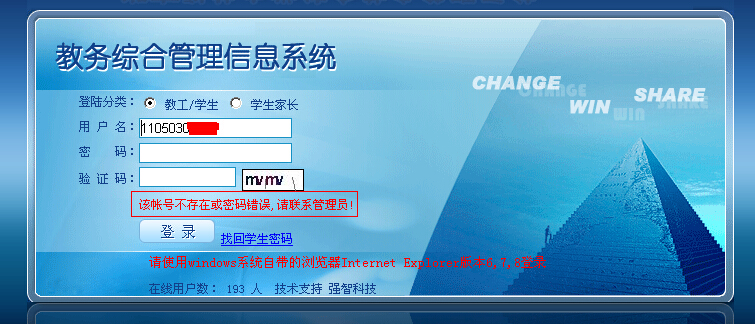 教务综合管理信息系统
CHANGE
WIN
SHARE
登陆分类： 教工/学生 学生家长
用 户 名： 1105030
密 码：
验 证 码：
该帐号不存在或密码错误,请联系管理员!
登 录 找回学生密码
请使用windows系统自带的浏览器Internet Explorer
在线用户数： 193 人 技术支持 强智科技